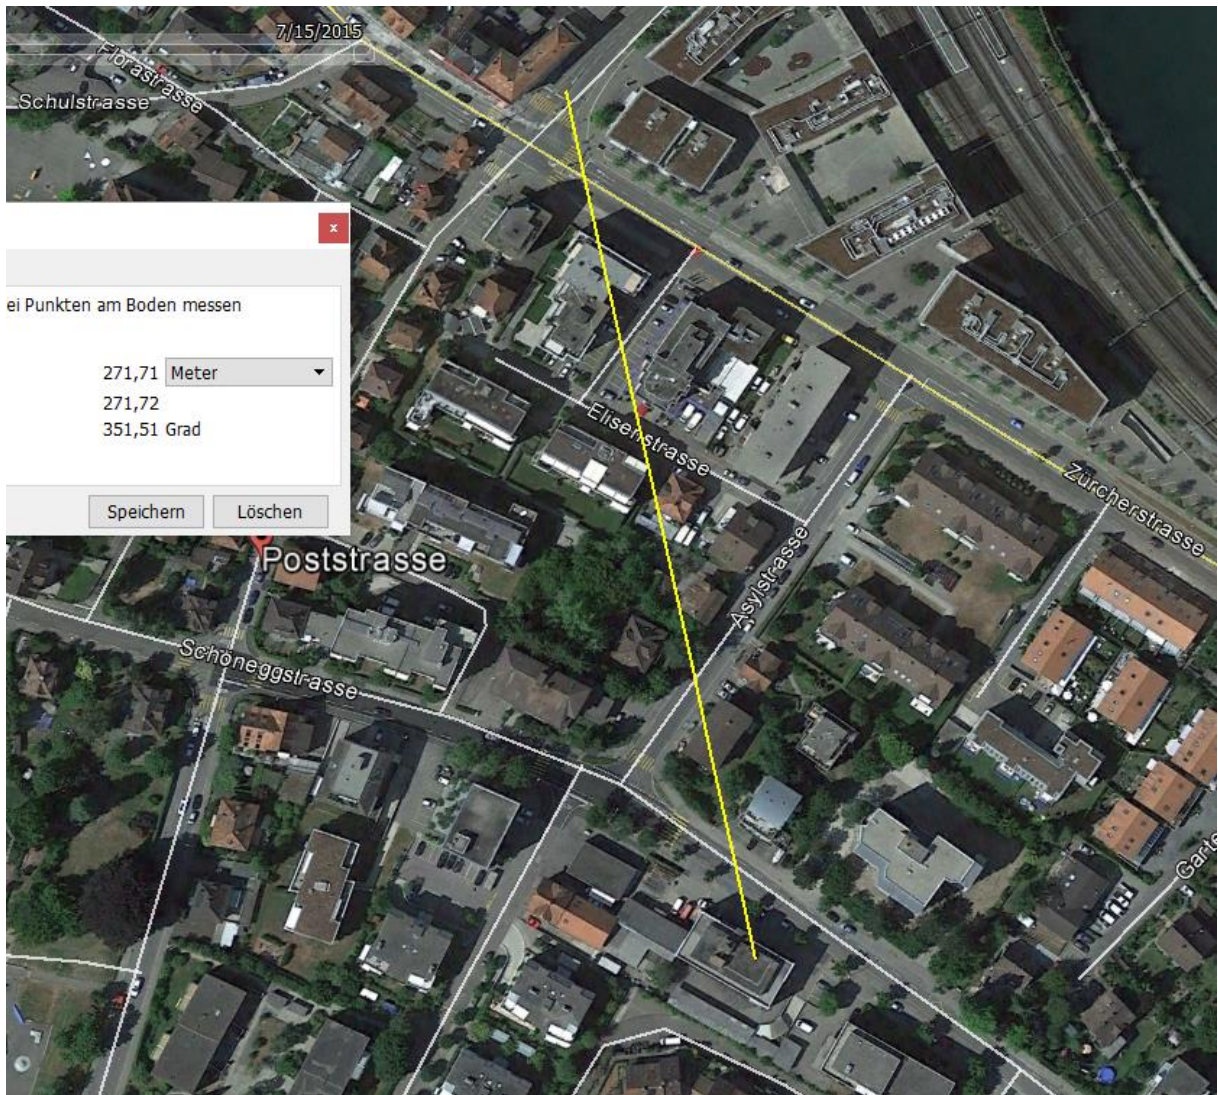 7/15/2015
Florastrasse
Schulstrasse
x
ei Punkten am Boden messen
271,71 Meter
271,72
351,51 Grad
Speichern Löschen
Elisenstrasse
Zürcherstrasse
Asylstrasse
Poststrasse
Schöneggstrasse
Garte